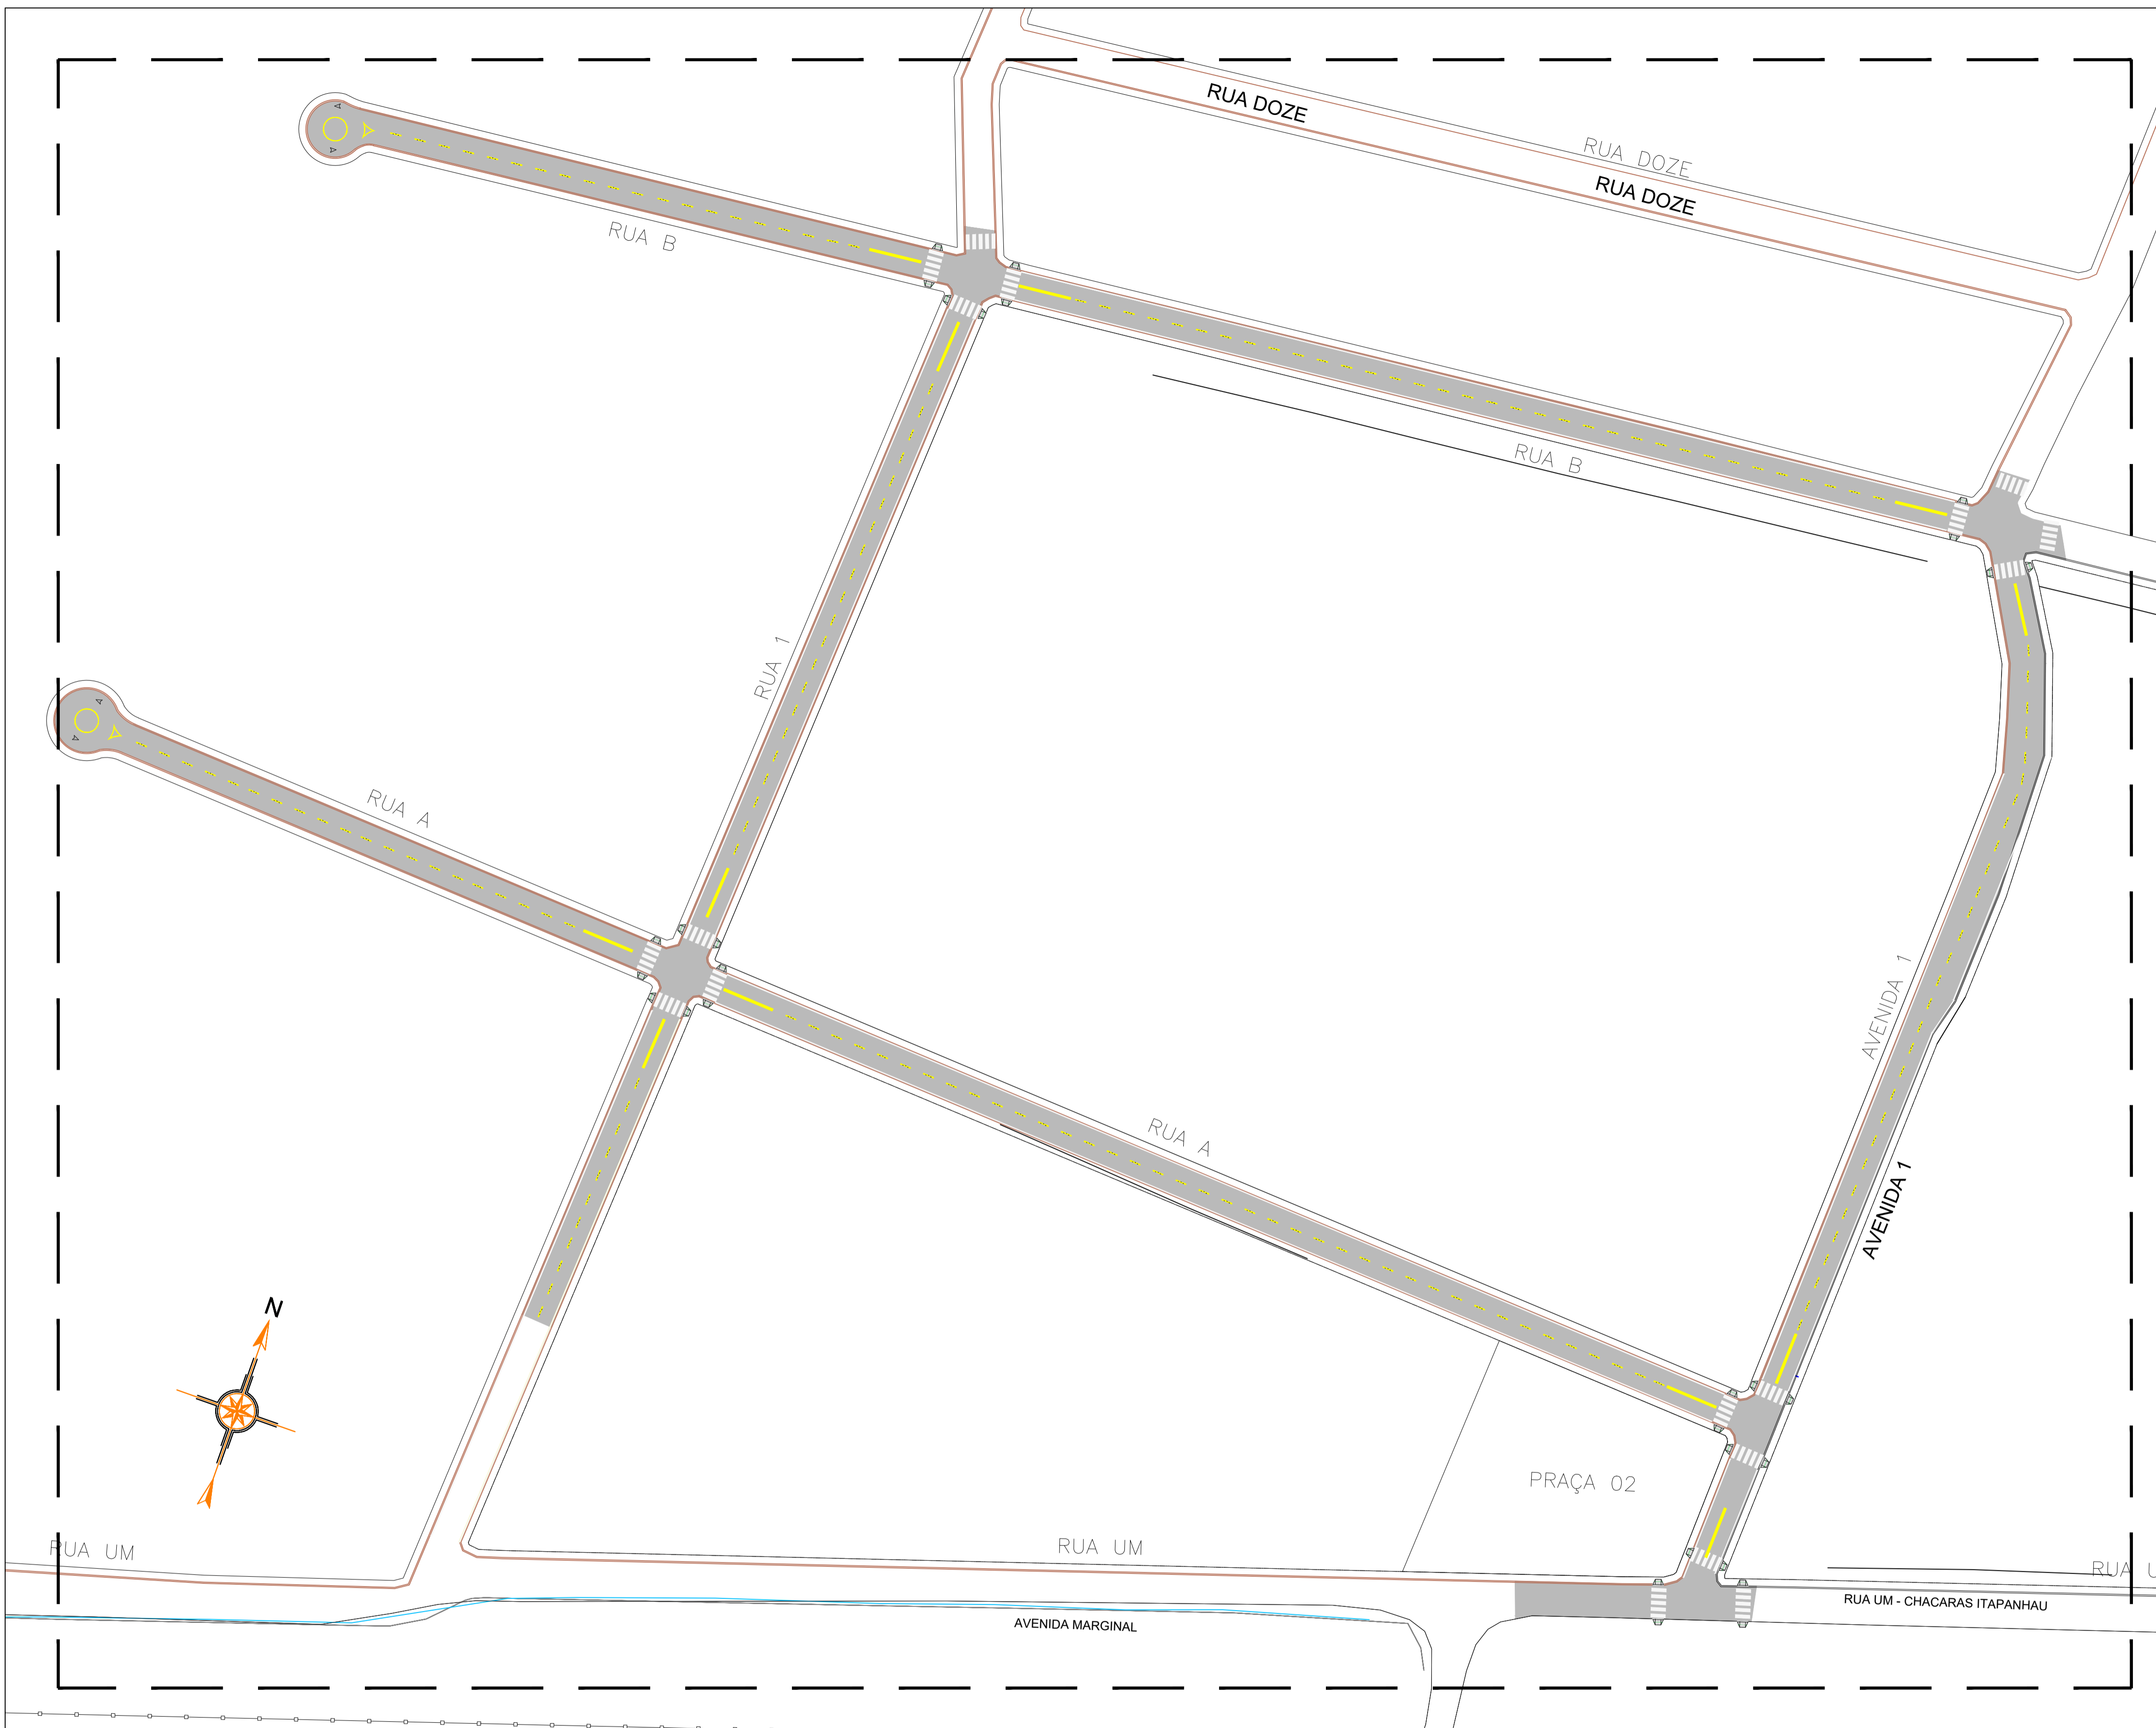 RUA DOZE
RUA DOZE
RUA DOZE
RUA B
RUA B
RUA 1
RUA A
AVENIDA 1
RUA A
AVENIDA 1
N
PRAÇA 02
RUA UM
RUA UM
RUA U
RUA UM - CHACARAS ITAPANHAU
AVENIDA MARGINAL